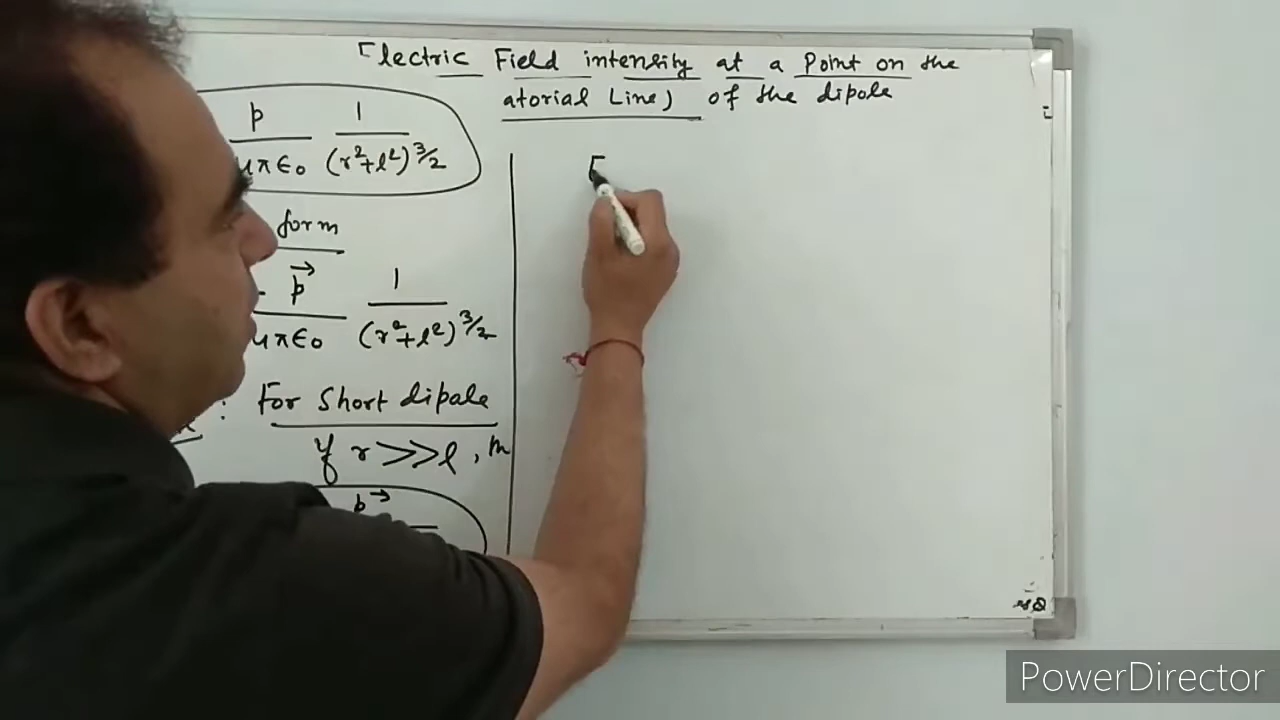 Electric Field intensity at a Point on the
atorial Line) of the dipole
p 1
4πϵ₀ (r²+l²)^3/2
form
- p⃗ 1
4πϵ₀ (r²+l²)^3/2
: For Short dipole
if r >> l, m
p⃗
E
PowerDirector